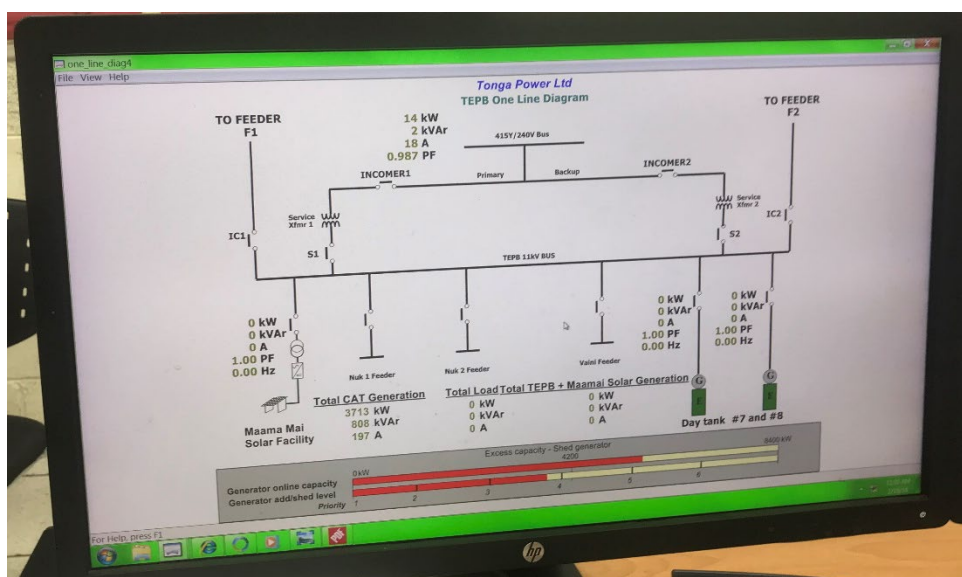 one_line_diag4
File View Help
Tonga Power Ltd
TEPB One Line Diagram
TO FEEDER
F1
14 kW
2 kVAr
18 A
0.987 PF
415Y/240V Bus
TO FEEDER
F2
INCOMER1
Primary
Backup
INCOMER2
Service
Xfmr 1
Service
Xfmr 2
IC1
S1
S2
IC2
TEPB 11kV BUS
0 kW
0 kVAr
0 A
1.00 PF
0.00 Hz
0 kW
0 kVAr
0 A
1.00 PF
0.00 Hz
0 kW
0 kVAr
0 A
1.00 PF
0.00 Hz
Nuk 1 Feeder
Nuk 2 Feeder
Vaini Feeder
G
G
E
E
Maama Mai
Solar Facility
Total CAT Generation
3713 kW
808 kVAr
197 A
Total Load
0 kW
0 kVAr
0 A
Total TEPB + Maamai Solar Generation
0 kW
0 kVAr
0 A
Day tank #7 and #8
Excess capacity - Shed generator
0 kW
4200
8400 kW
Generator online capacity
Generator add/shed level
Priority
1 2 3 4 5 6
For Help, press F1
hp